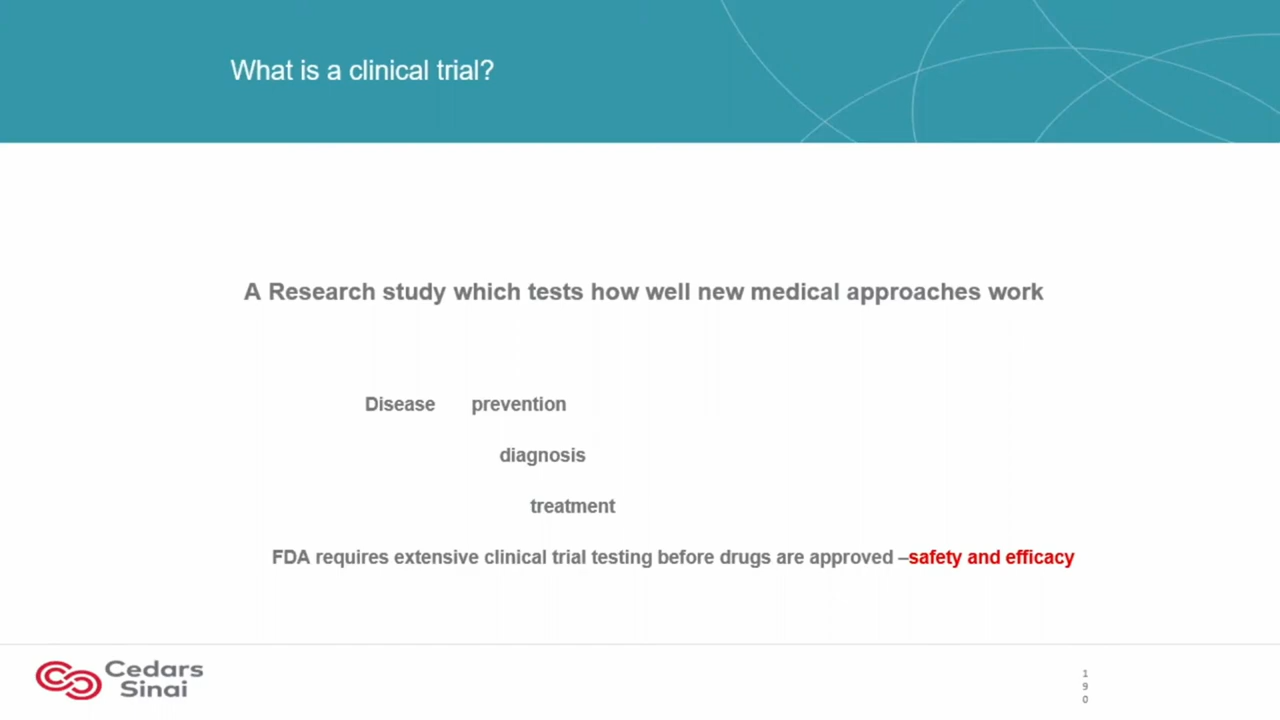 What is a clinical trial?
A Research study which tests how well new medical approaches work
Disease prevention
diagnosis
treatment
FDA requires extensive clinical trial testing before drugs are approved –safety and efficacy
Cedars
Sinai
1
9
0